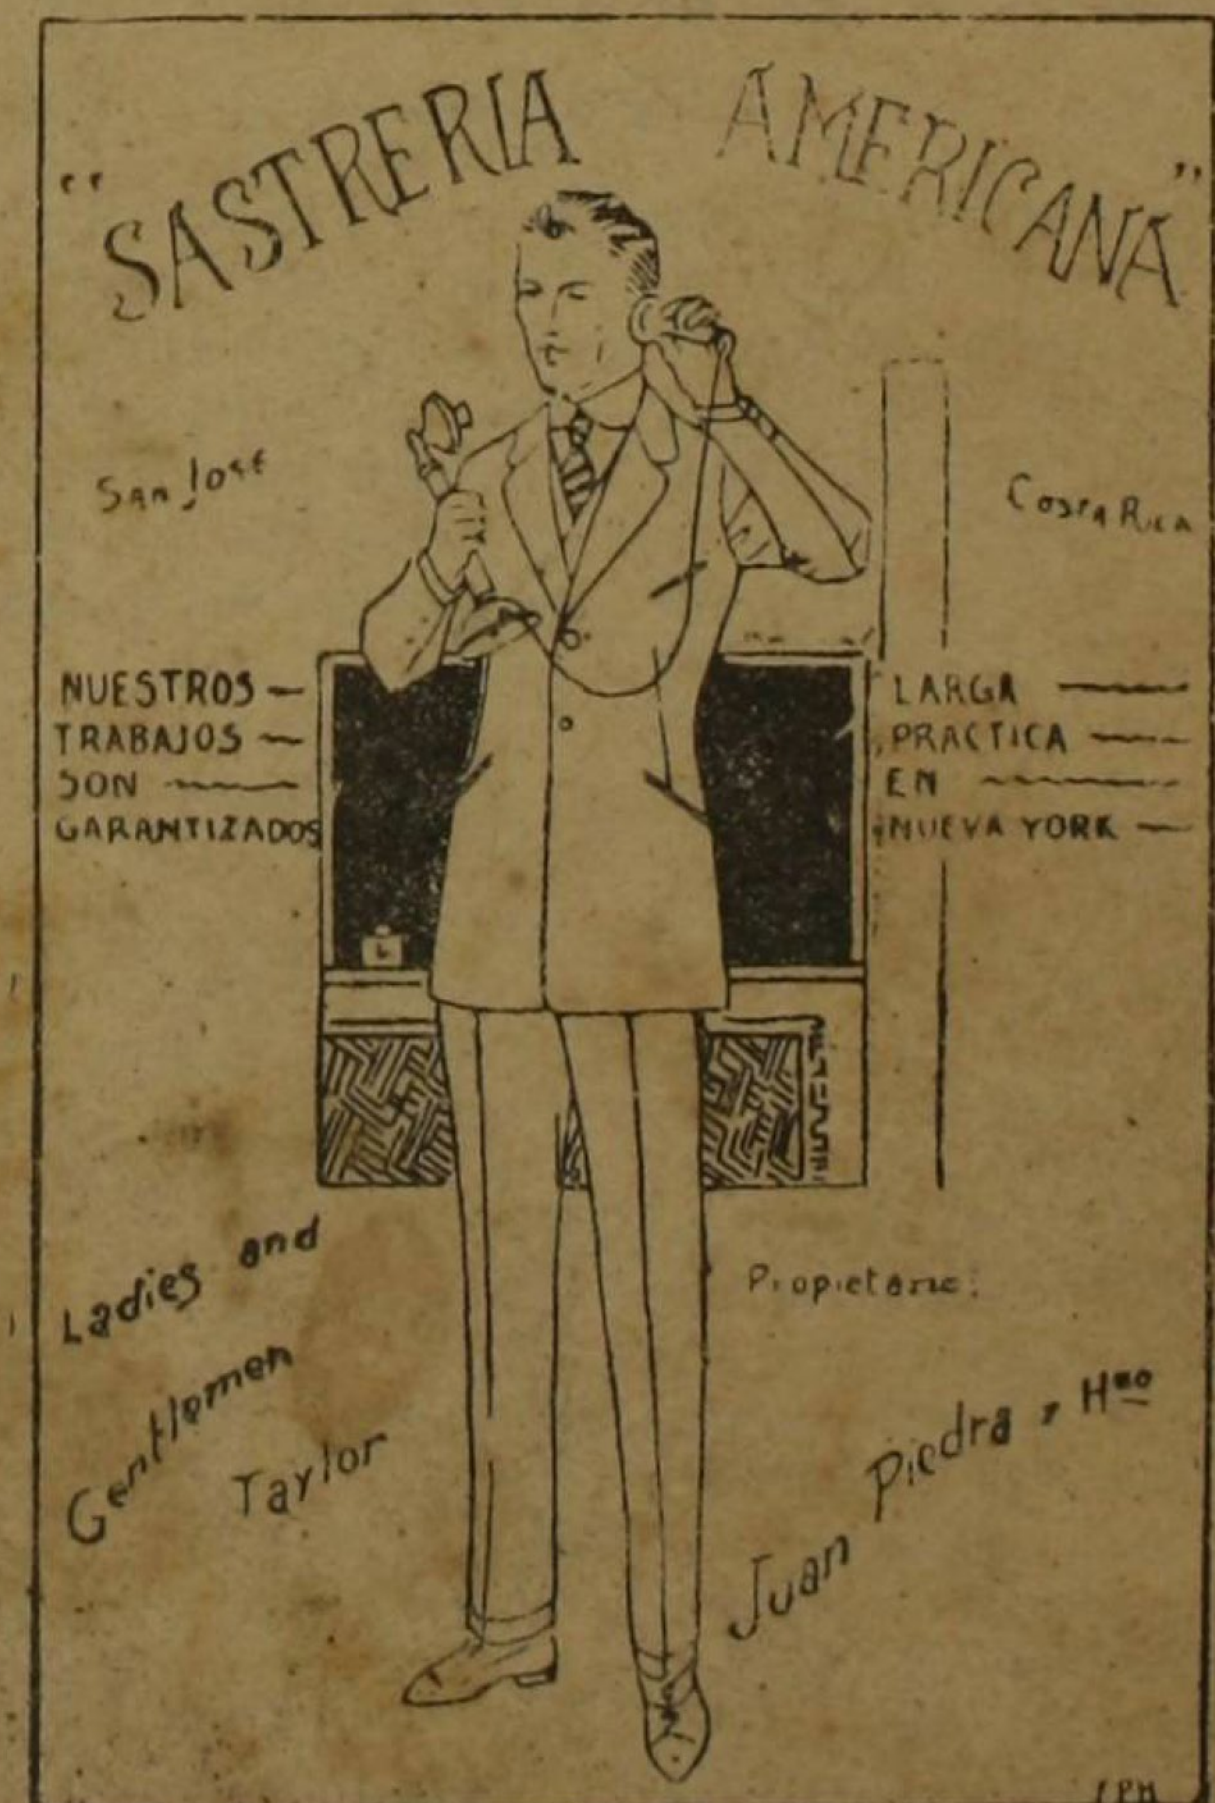 "SASTRERIA AMERICANA"
San José
Costa Rica
NUESTROS
TRABAJOS
SON
GARANTIZADOS
LARGA
PRACTICA
EN
NUEVA YORK
Ladies and
Gentlemen
Taylor
Propietario:
Juan Piedra y Hno